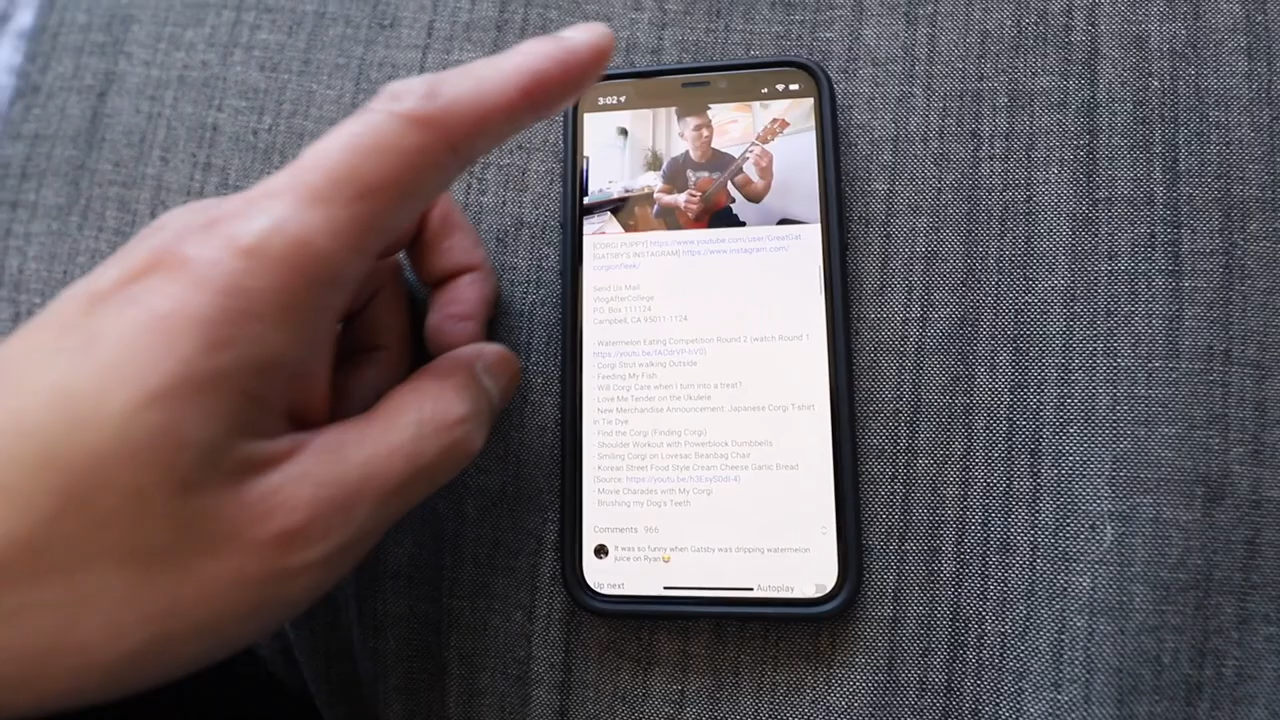 3:02
[CORGI PUPPY] https://www.youtube.com/user/GreatGat...
[GATSBY'S INSTAGRAM] https://www.instagram.com/
corgionfleek/
Send Us Mail
VlogAfterCollege
P.O. Box 111124
Campbell, CA 95011-1124
- Watermelon Eating Competition Round 2 (watch Round 1
- Corgi Strut walking Outside
- Feeding My Fish
- Will Corgi Care when I turn into a treat?
- Love Me Tender on the Ukulele
- New Merchandise Announcement: Japanese Corgi T-shirt
in Tie Dye
- Find the Corgi (Finding Corgi)
- Shoulder Workout with Powerblock Dumbbells
- Smiling Corgi on Lovesac Beanbag Chair
- Korean Street Food Style Cream Cheese Garlic Bread
(Source:
- Movie Charades with My Corgi
- Brushing my Dog's Teeth
Comments 966
It was so funny when Gatsby was dripping watermelon
juice on Ryan😂
Up next Autoplay